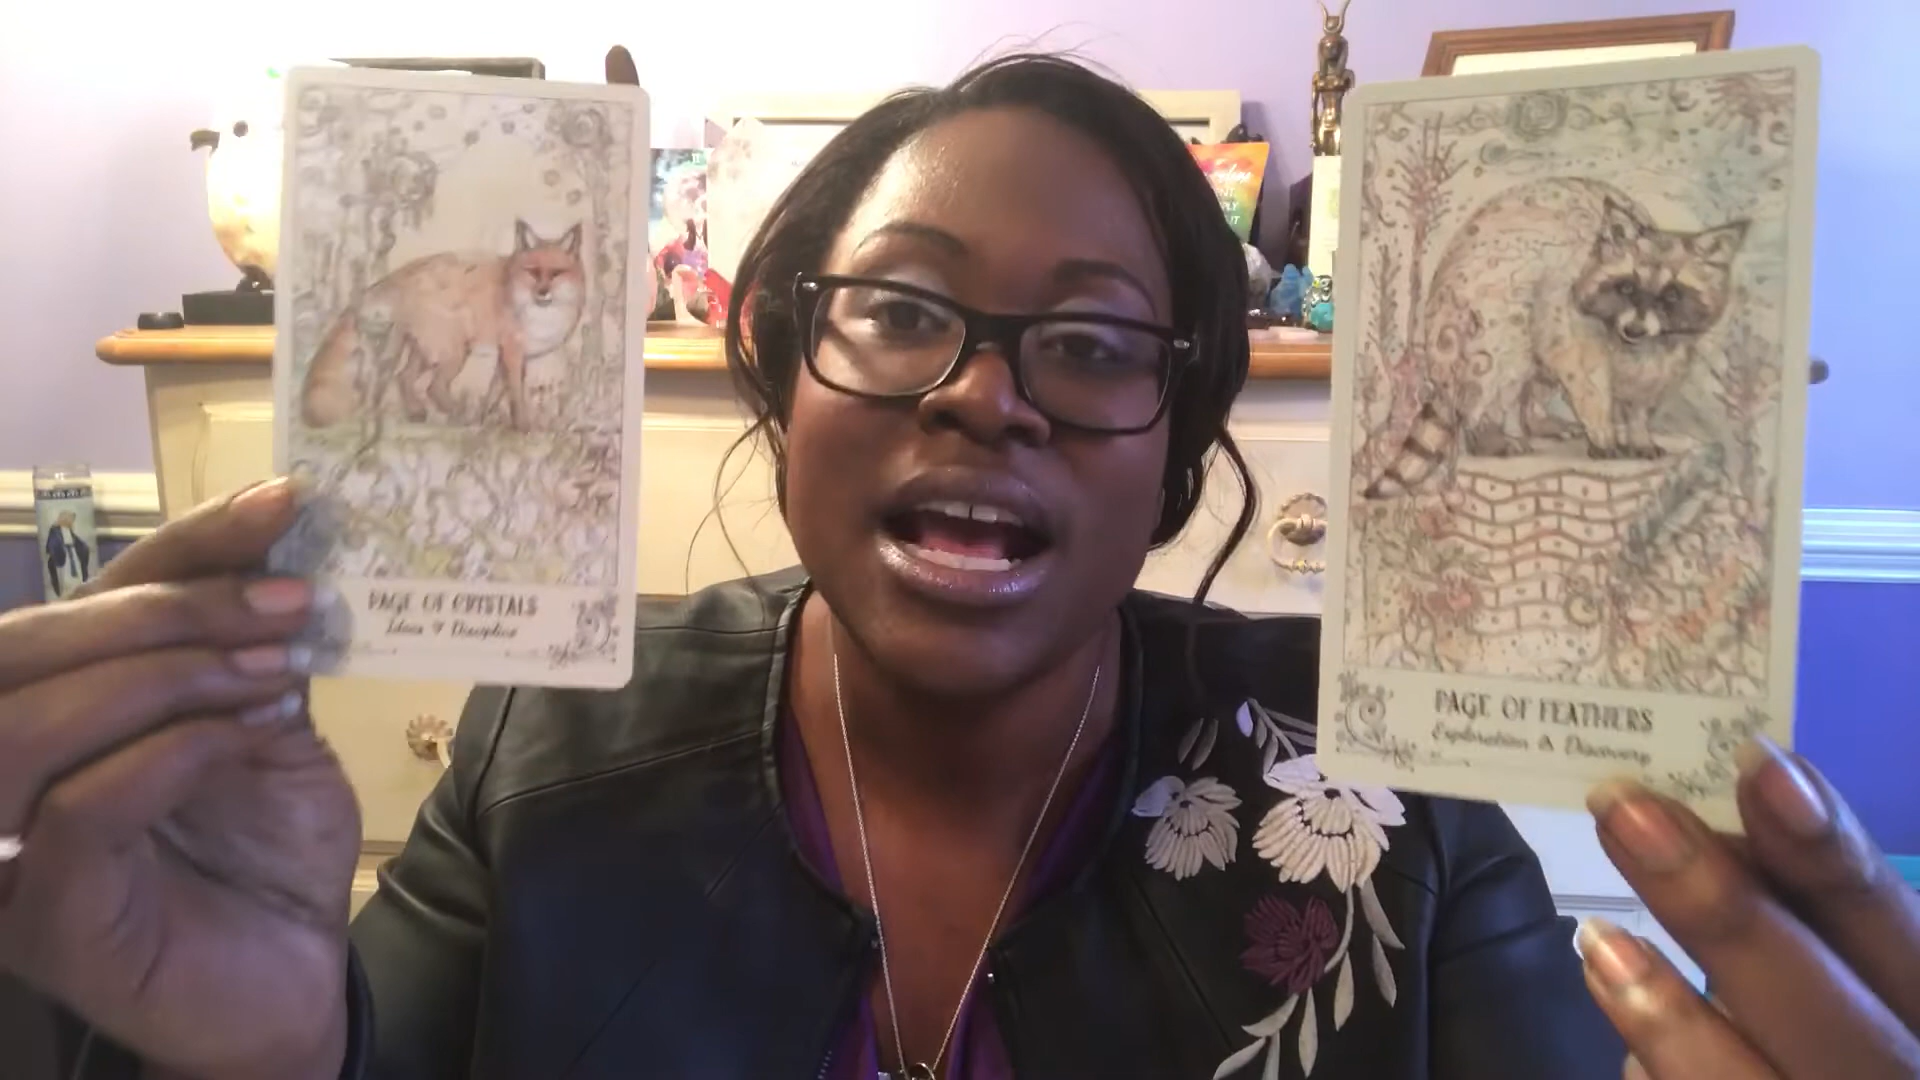 PAGE OF CRYSTALS
Ideas & Discipline
PAGE OF FEATHERS
Exploration & Discovery